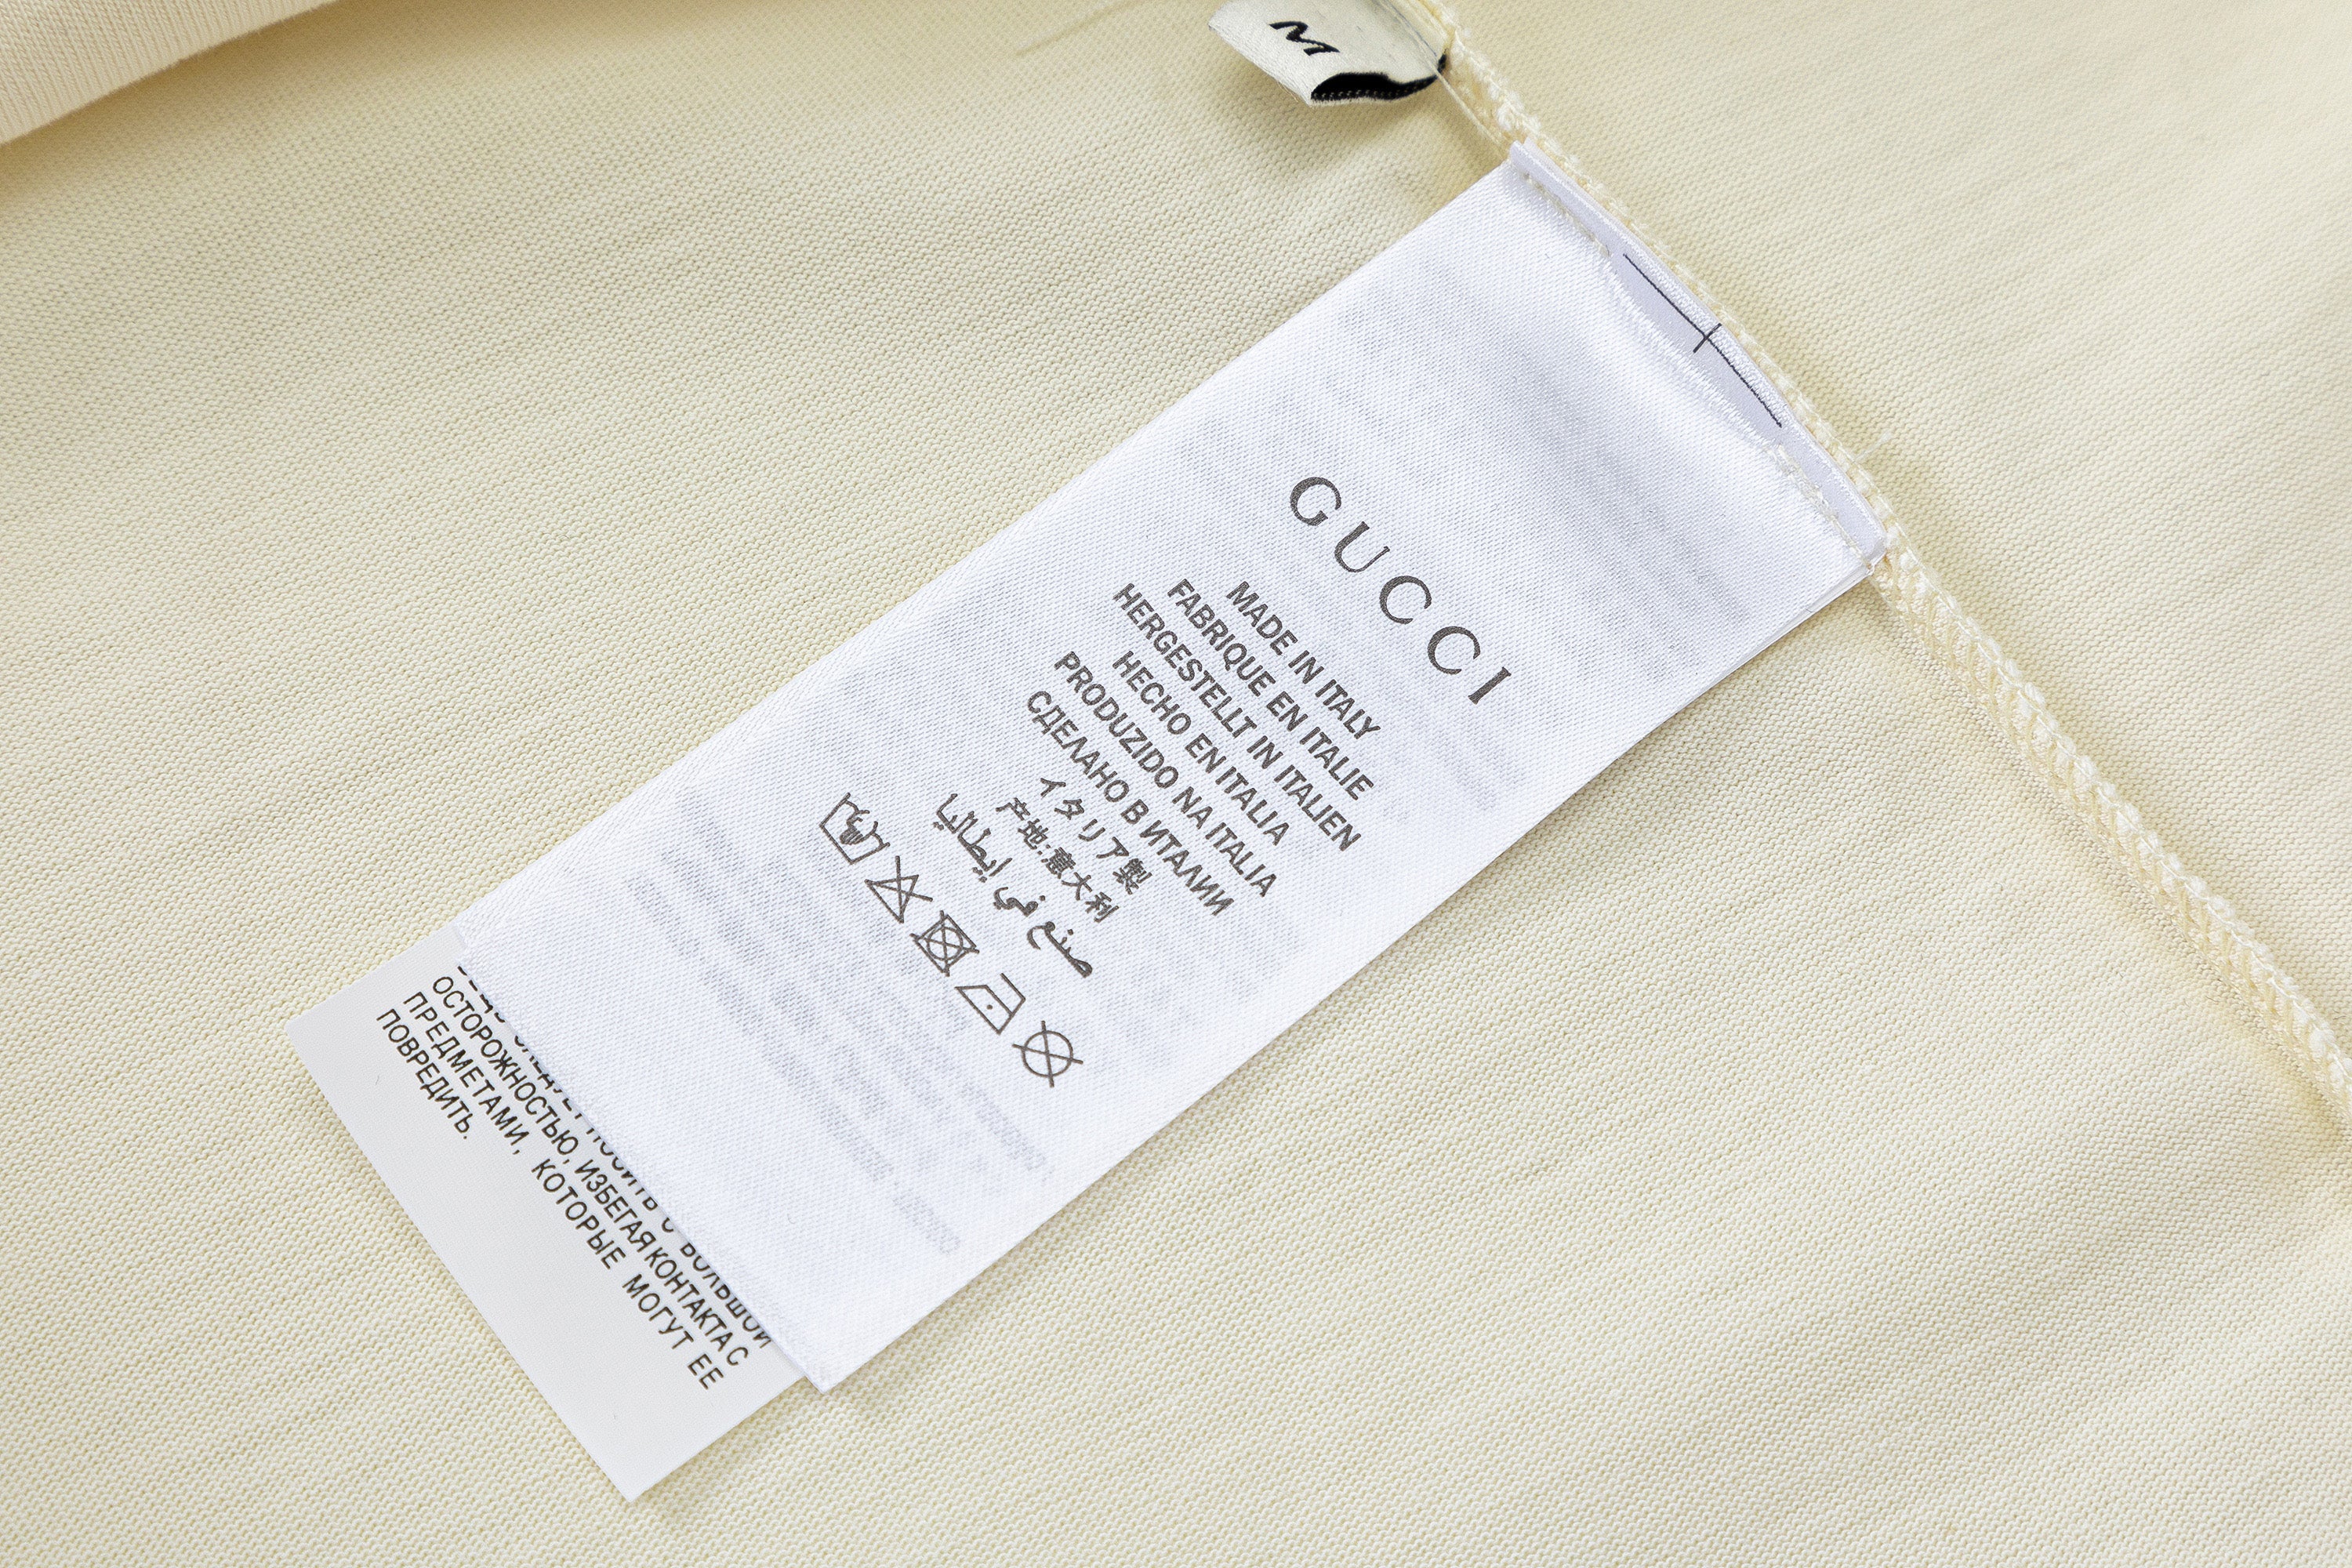 M
GUCCI
MADE IN ITALY
FABRIQUE EN ITALIE
HERGESTELLT IN ITALIEN
HECHO EN ITALIA
PRODUZIDO NA ITALIA
СДЕЛАНО В ИТАЛИИ
イタリア製
产地:意大利
صنع في إيطاليا
НОСИТЬ С БОЛЬШОЙ
ОСТОРОЖНОСТЬЮ, ИЗБЕГАЯ КОНТАКТА С
ПРЕДМЕТАМИ, КОТОРЫЕ МОГУТ ЕЕ
ПОВРЕДИТЬ.